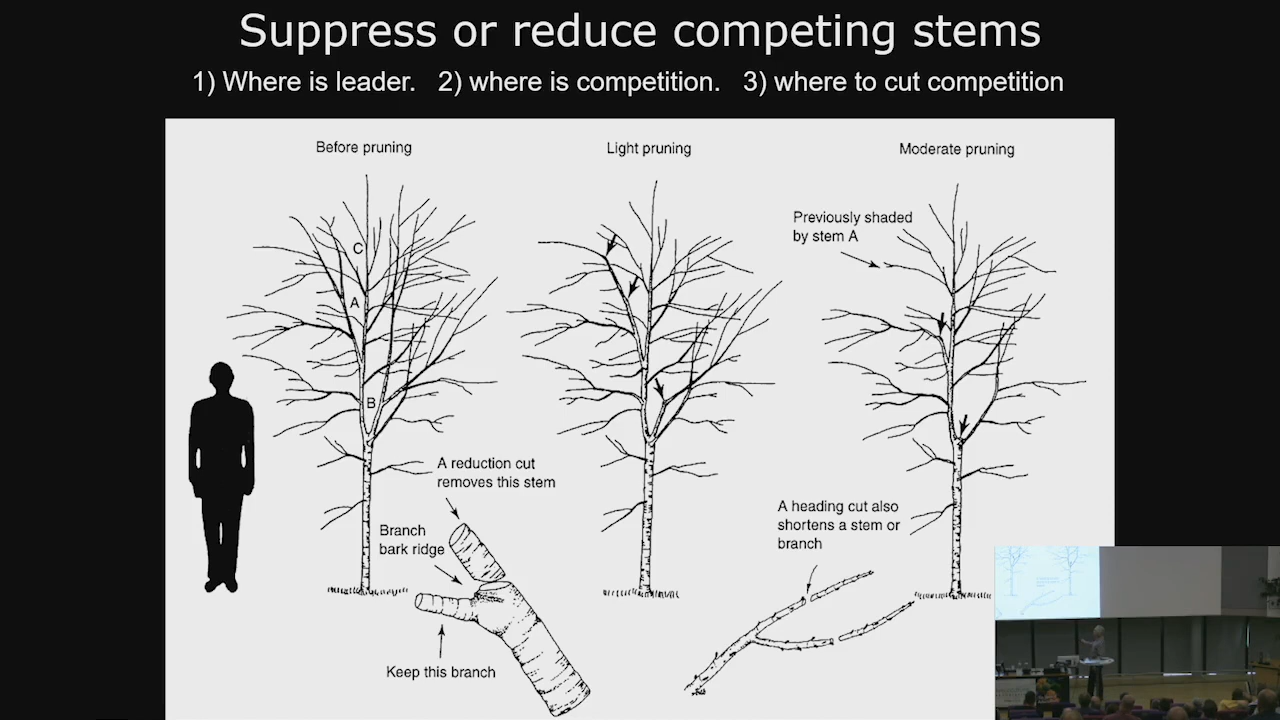 Suppress or reduce competing stems
1) Where is leader.   2) where is competition.   3) where to cut competition
Before pruning
Light pruning
Moderate pruning
Previously shaded
by stem A
C
A
B
A reduction cut
removes this stem
Branch
bark ridge
Keep this branch
A heading cut also
shortens a stem or
branch